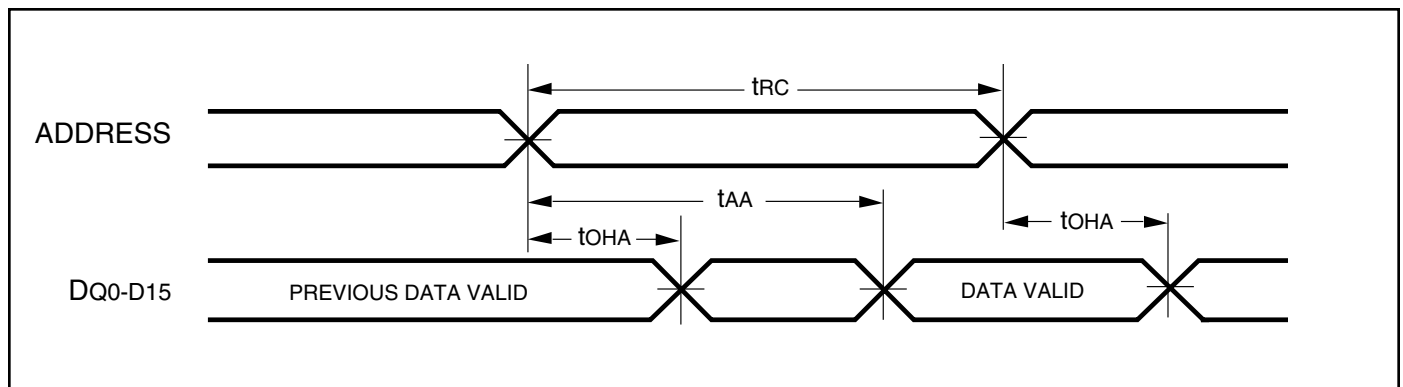 tRC
ADDRESS
tAA
tOHA
tOHA
DQ0-D15
PREVIOUS DATA VALID
DATA VALID